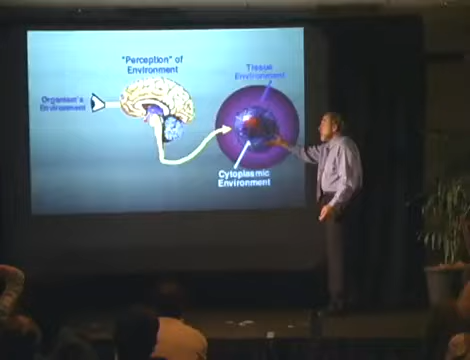 "Perception" of
Environment
Organism's
Environment
Tissue
Environment
Cytoplasmic
Environment